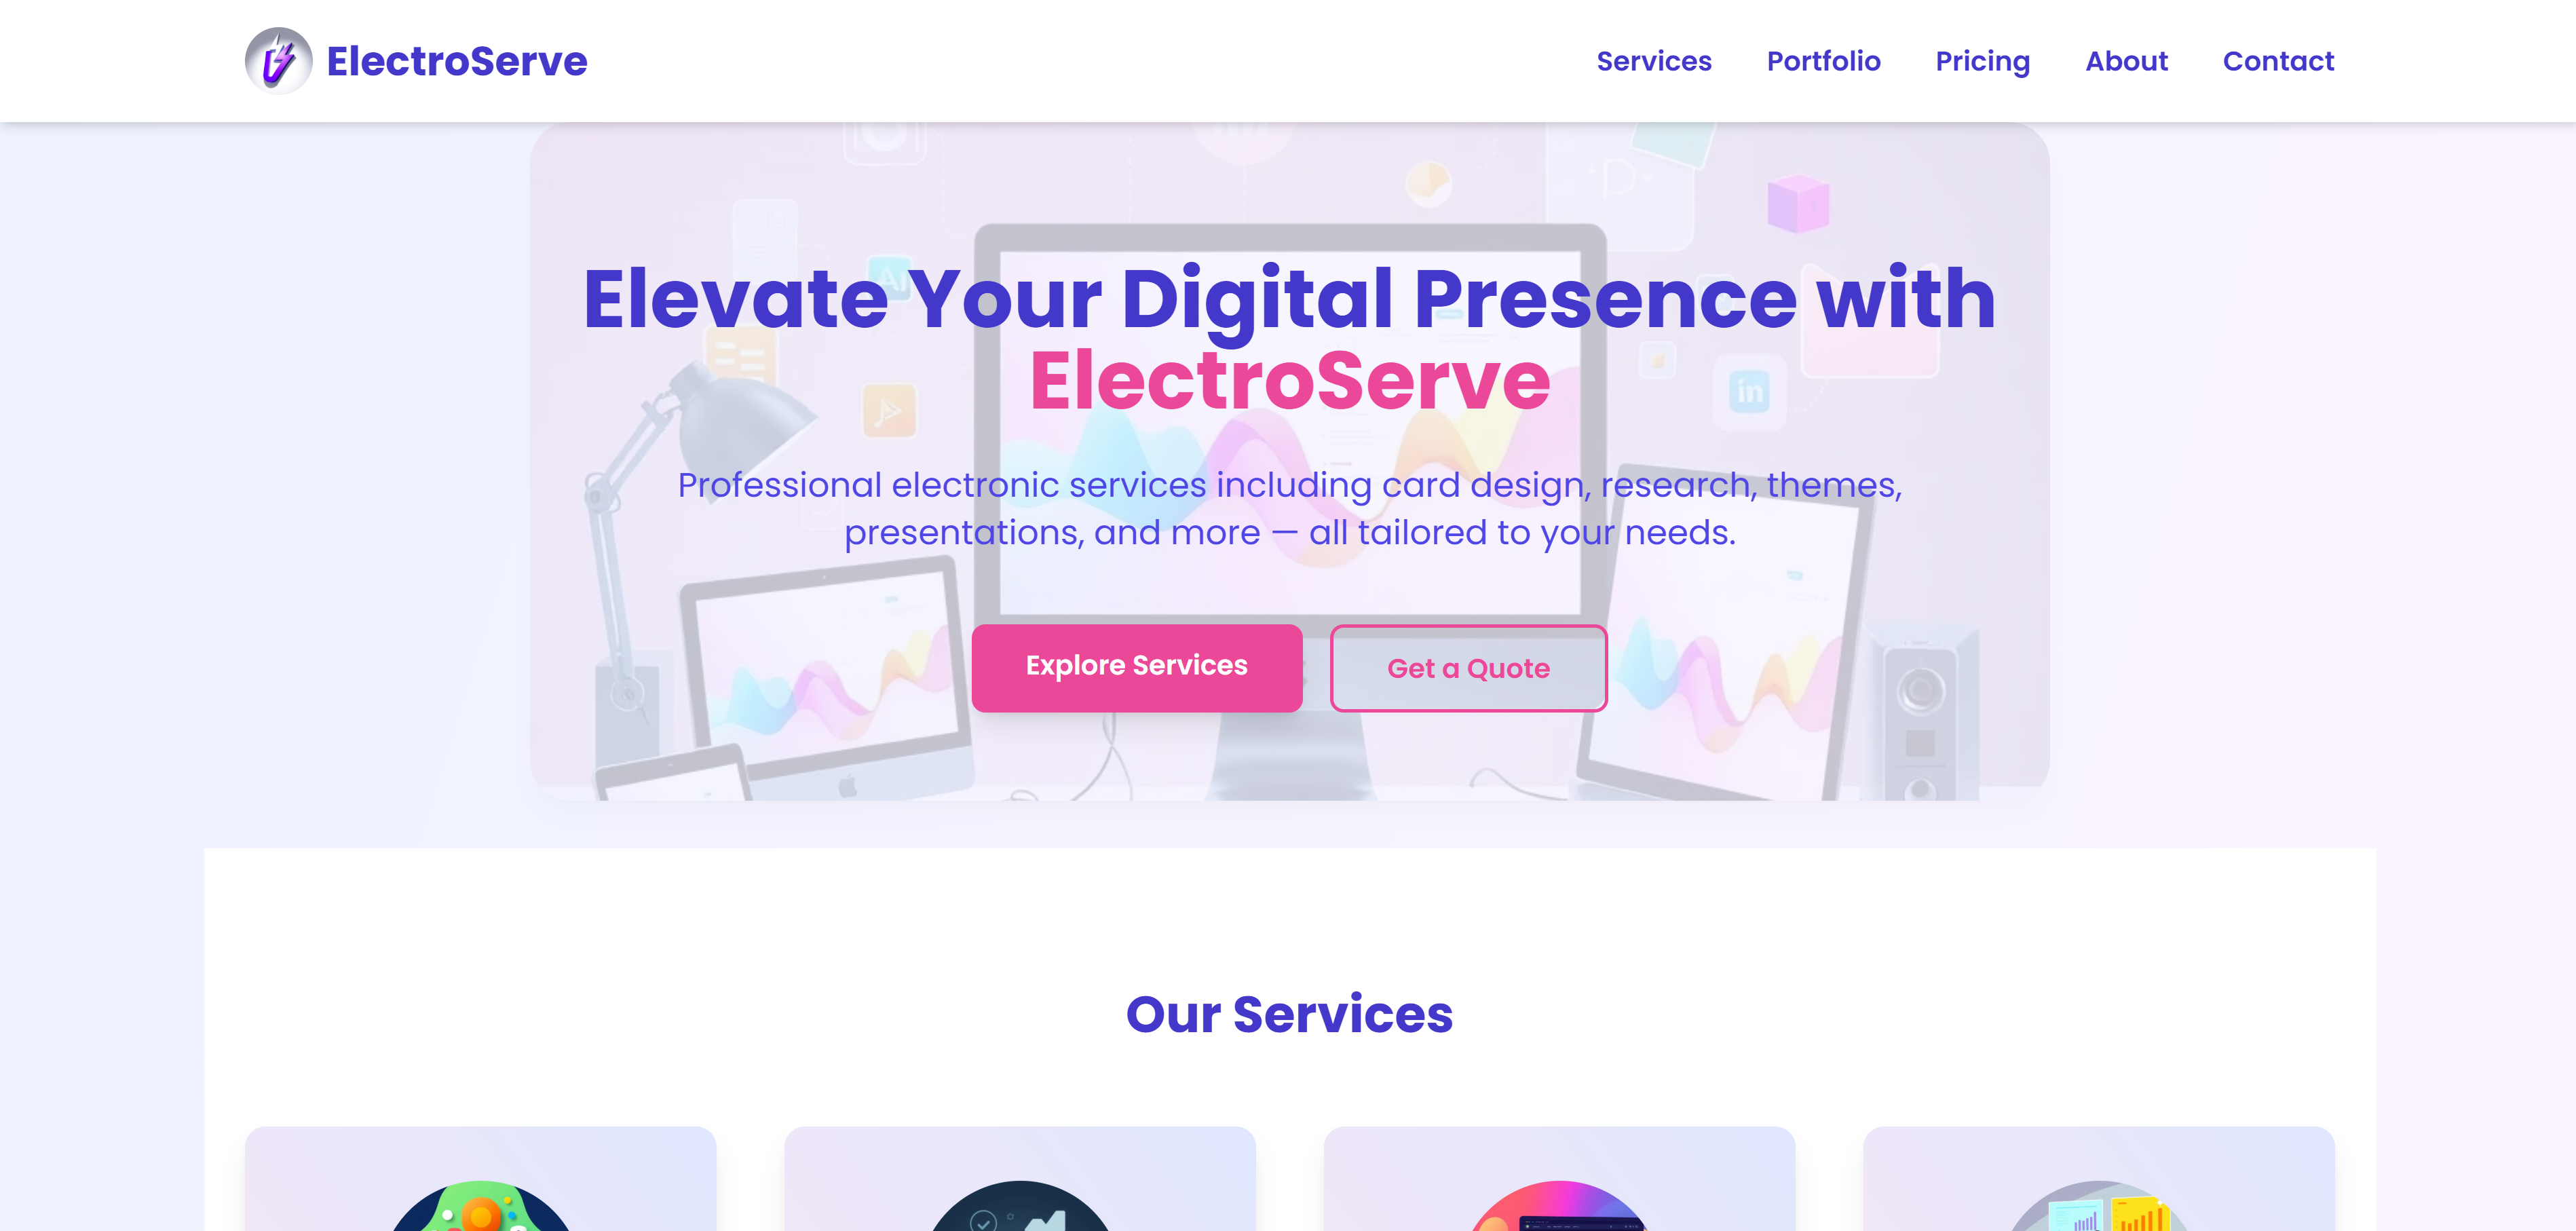 ElectroServe
Services
Portfolio
Pricing
About
Contact
Elevate Your Digital Presence with
ElectroServe
Professional electronic services including card design, research, themes,
presentations, and more — all tailored to your needs.
in
Explore Services
Get a Quote
Our Services